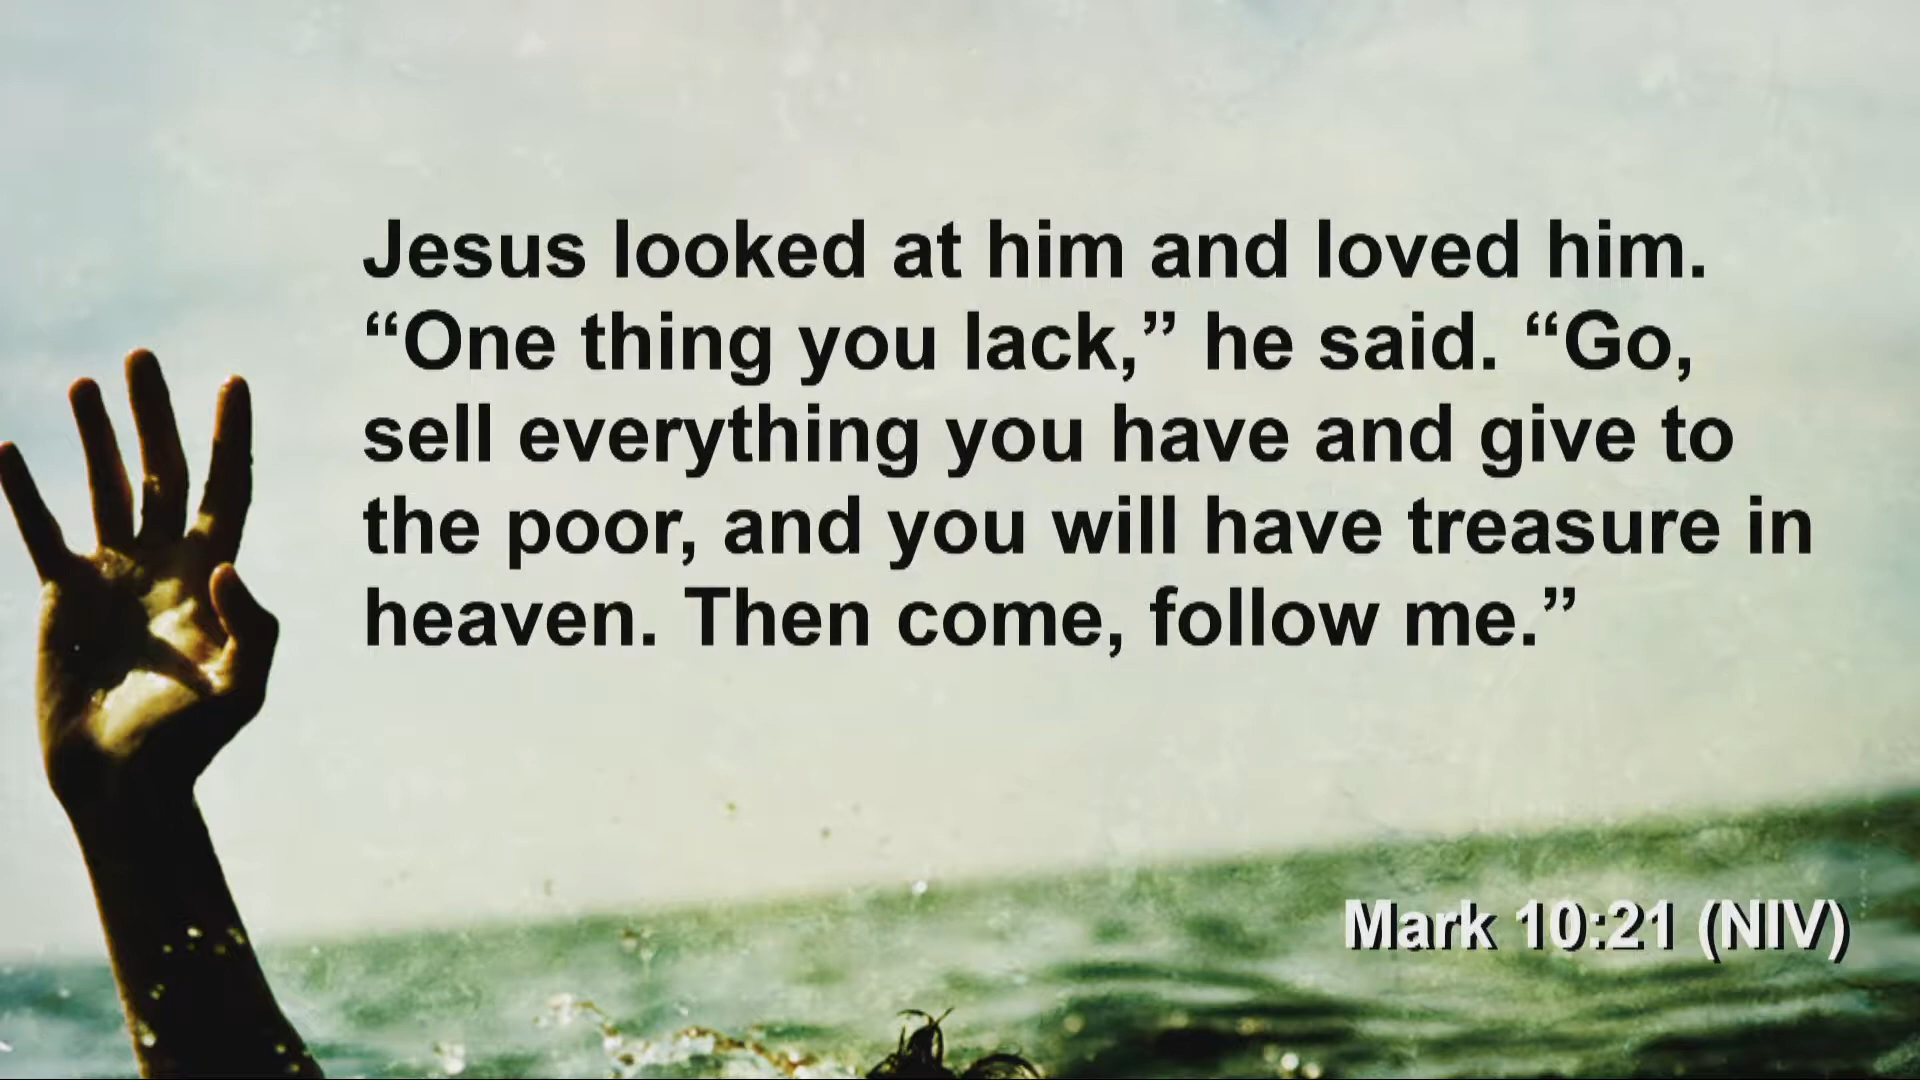 Jesus looked at him and loved him.
“One thing you lack,” he said. “Go,
sell everything you have and give to
the poor, and you will have treasure in
heaven. Then come, follow me.”
Mark 10:21 (NIV)